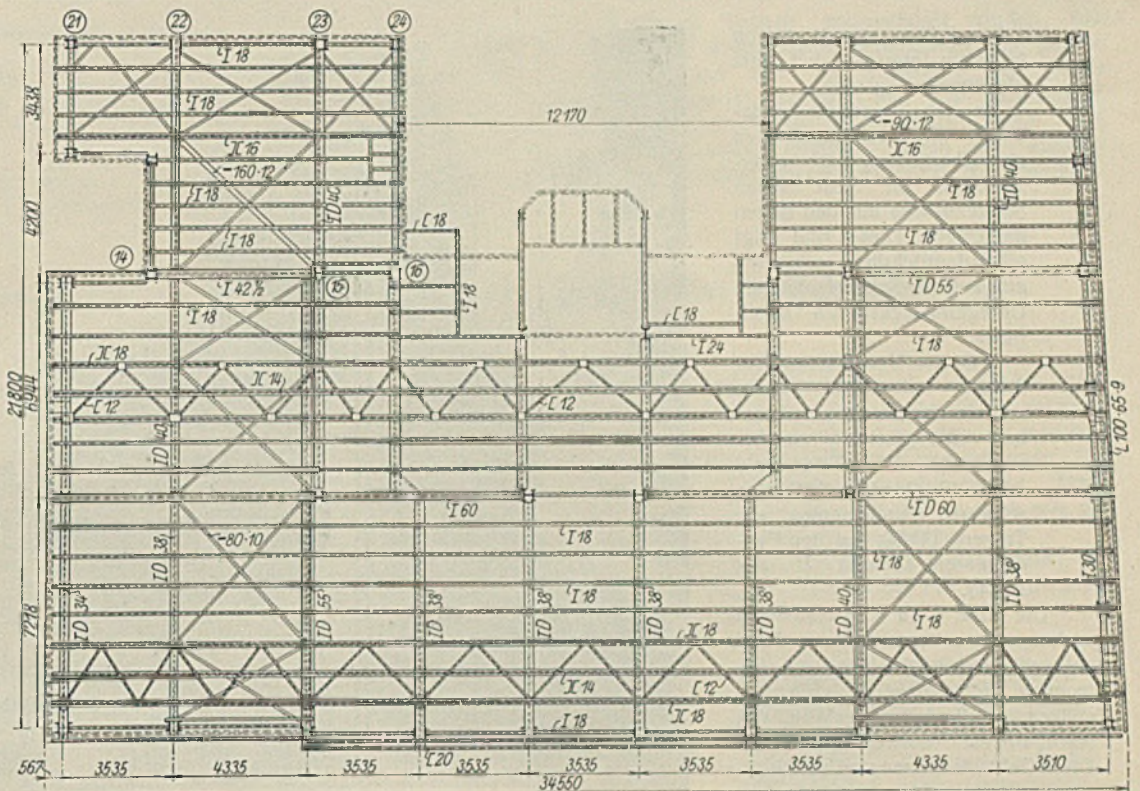 21 22 23 24
I 18
3438
I 18
12170
-90·12
][ 16
][ 16
-160·12
I 18
ID 40
I 18
ID 40
4200
I 18
[ 18
I 18
14
15
16
I 42½
I 18
ID 55
I 18
[ 18
I 24
I 18
][ 18
][ 14
[ 12
[ 12
21800
6944
L 100·65·9
ID 40
I 60
ID 60
-80·10
I 18
I 18
ID 38
ID 38
I 30
7218
ID 34
ID 55
ID 38
ID 38
I 18
ID 38
ID 38
ID 40
I 18
][ 18
][ 14
[ 12
][ 18
I 18
[ 20
567 3535 4335 3535 3535 3535 3535 3535 4335 3510
34550